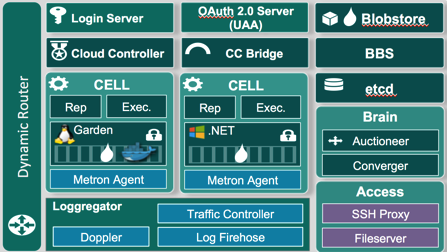 Dynamic Router
Login Server
OAuth 2.0 Server
(UAA)
Blobstore
Cloud Controller
CC Bridge
BBS
CELL
Rep
Exec.
Garden
Metron Agent
CELL
Rep
Exec.
.NET
Metron Agent
etcd
Brain
Auctioneer
Converger
Access
SSH Proxy
Fileserver
Loggregator
Traffic Controller
Doppler
Log Firehose